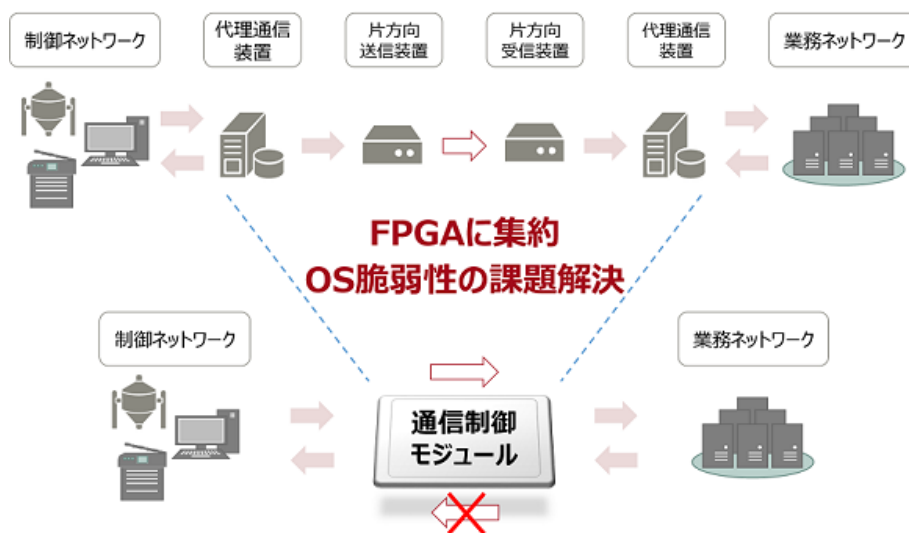 制御ネットワーク
代理通信
装置
片方向
送信装置
片方向
受信装置
代理通信
装置
業務ネットワーク
FPGAに集約
OS脆弱性の課題解決
制御ネットワーク
業務ネットワーク
通信制御
モジュール